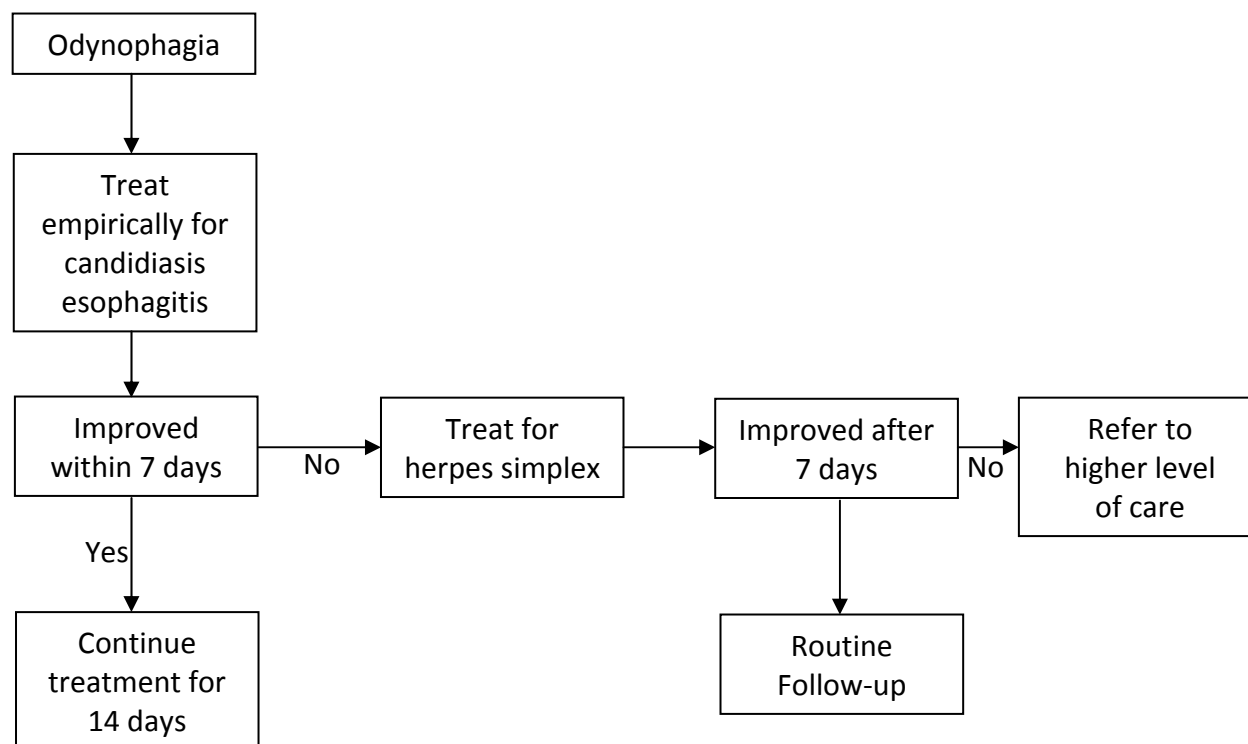 Odynophagia
Treat
empirically for
candidiasis
esophagitis
Improved
within 7 days
No
Treat for
herpes simplex
Improved after
7 days
No
Refer to
higher level
of care
Yes
Continue
treatment for
14 days
Routine
Follow-up